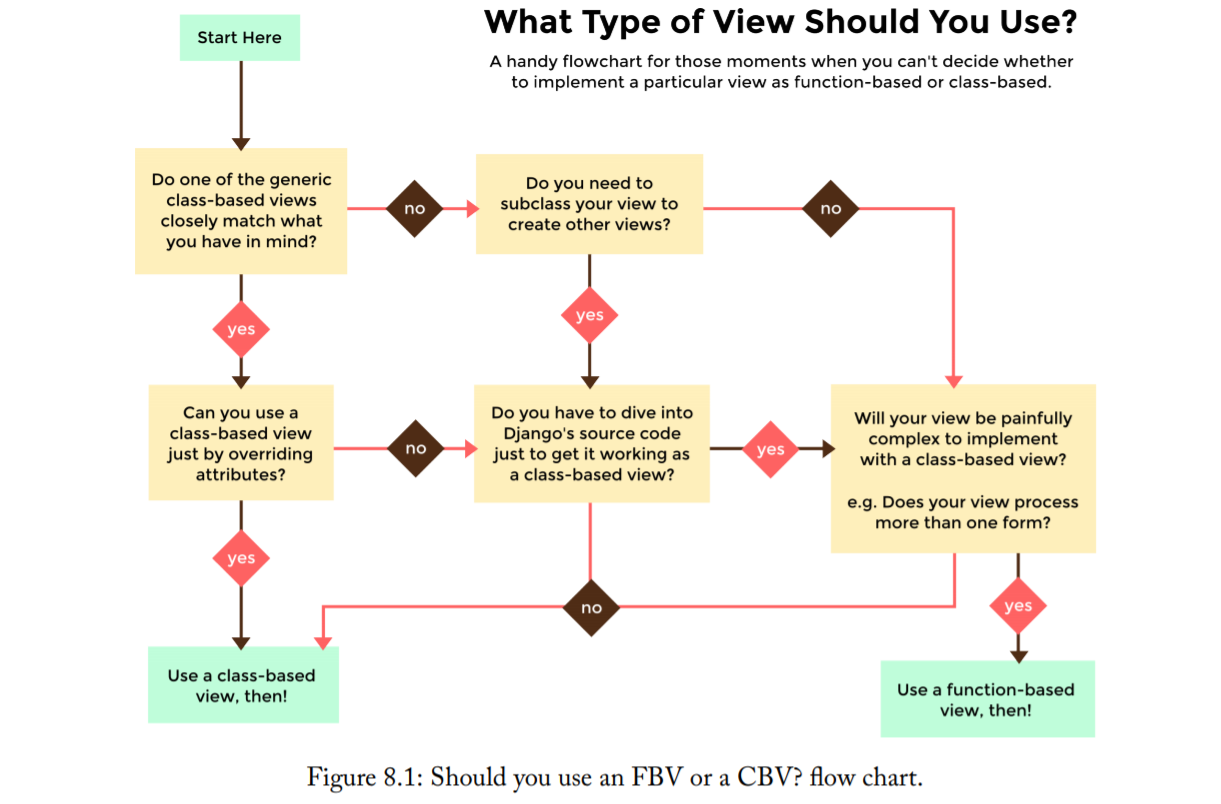 What Type of View Should You Use?
A handy flowchart for those moments when you can't decide whether
to implement a particular view as function-based or class-based.
Start Here
Do one of the generic
class-based views
closely match what
you have in mind?
no
Do you need to
subclass your view to
create other views?
no
yes
yes
Can you use a
class-based view
just by overriding
attributes?
no
Do you have to dive into
Django's source code
just to get it working as
a class-based view?
yes
Will your view be painfully
complex to implement
with a class-based view?
e.g. Does your view process
more than one form?
yes
no
yes
Use a class-based
view, then!
Use a function-based
view, then!
Figure 8.1: Should you use an FBV or a CBV? flow chart.